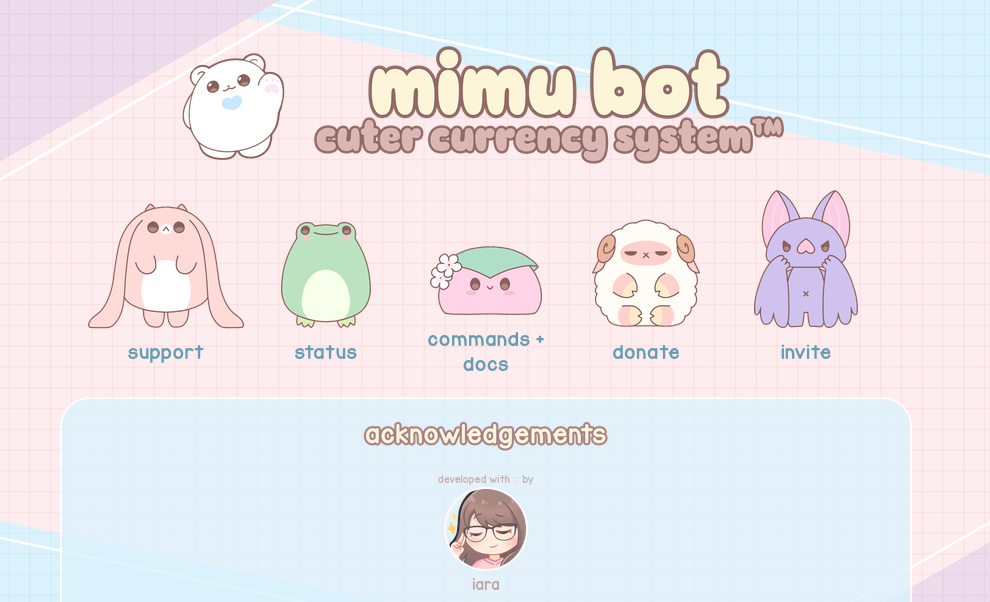 mimu bot
cuter currency system™
support
status
commands +
docs
donate
invite
acknowledgements
developed with ♡ by
iara